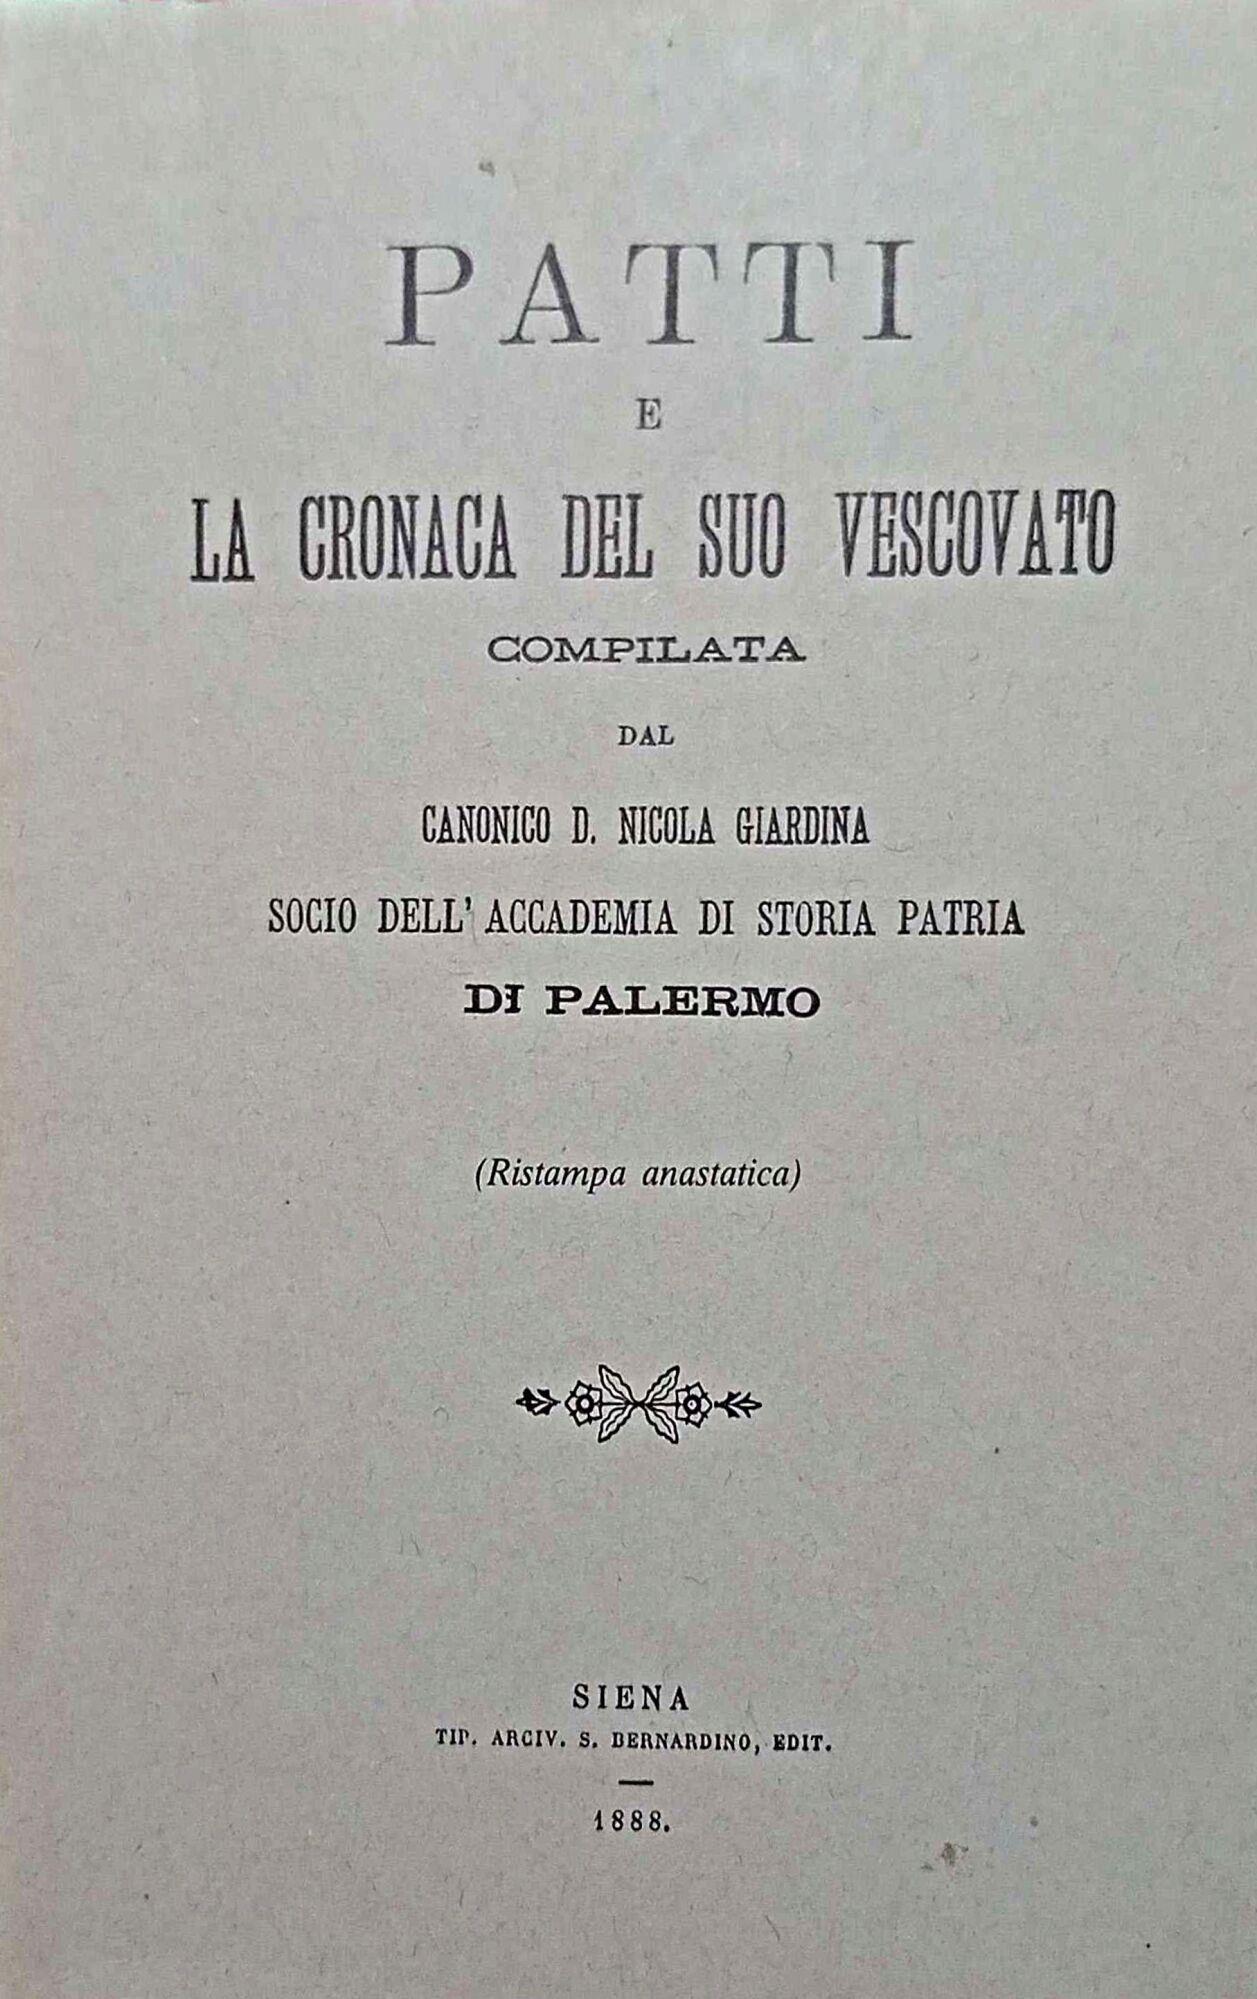 PATTI
E
LA CRONACA DEL SUO VESCOVATO
COMPILATA
DAL
CANONICO D. NICOLA GIARDINA
SOCIO DELL' ACCADEMIA DI STORIA PATRIA
DI PALERMO
(Ristampa anastatica)
SIENA
TIP. ARCIV. S. BERNARDINO, EDIT.
1888.